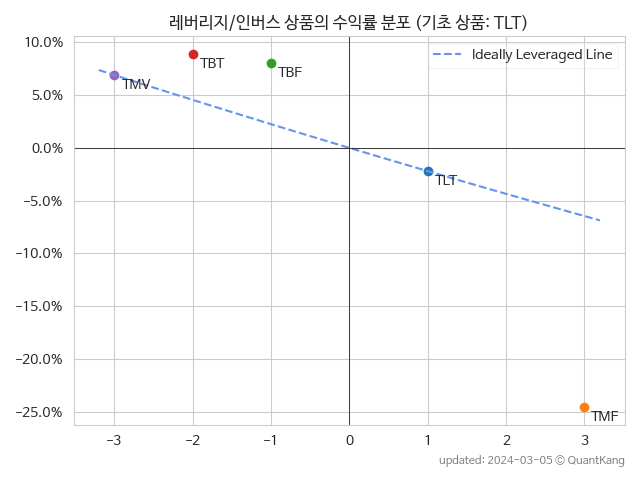 레버리지/인버스 상품의 수익률 분포 (기초 상품: TLT)
10.0%
5.0%
0.0%
−5.0%
−10.0%
−15.0%
−20.0%
−25.0%
Ideally Leveraged Line
TMV
TBT
TBF
TLT
TMF
−3
−2
−1
0
1
2
3
updated: 2024-03-05 © QuantKang